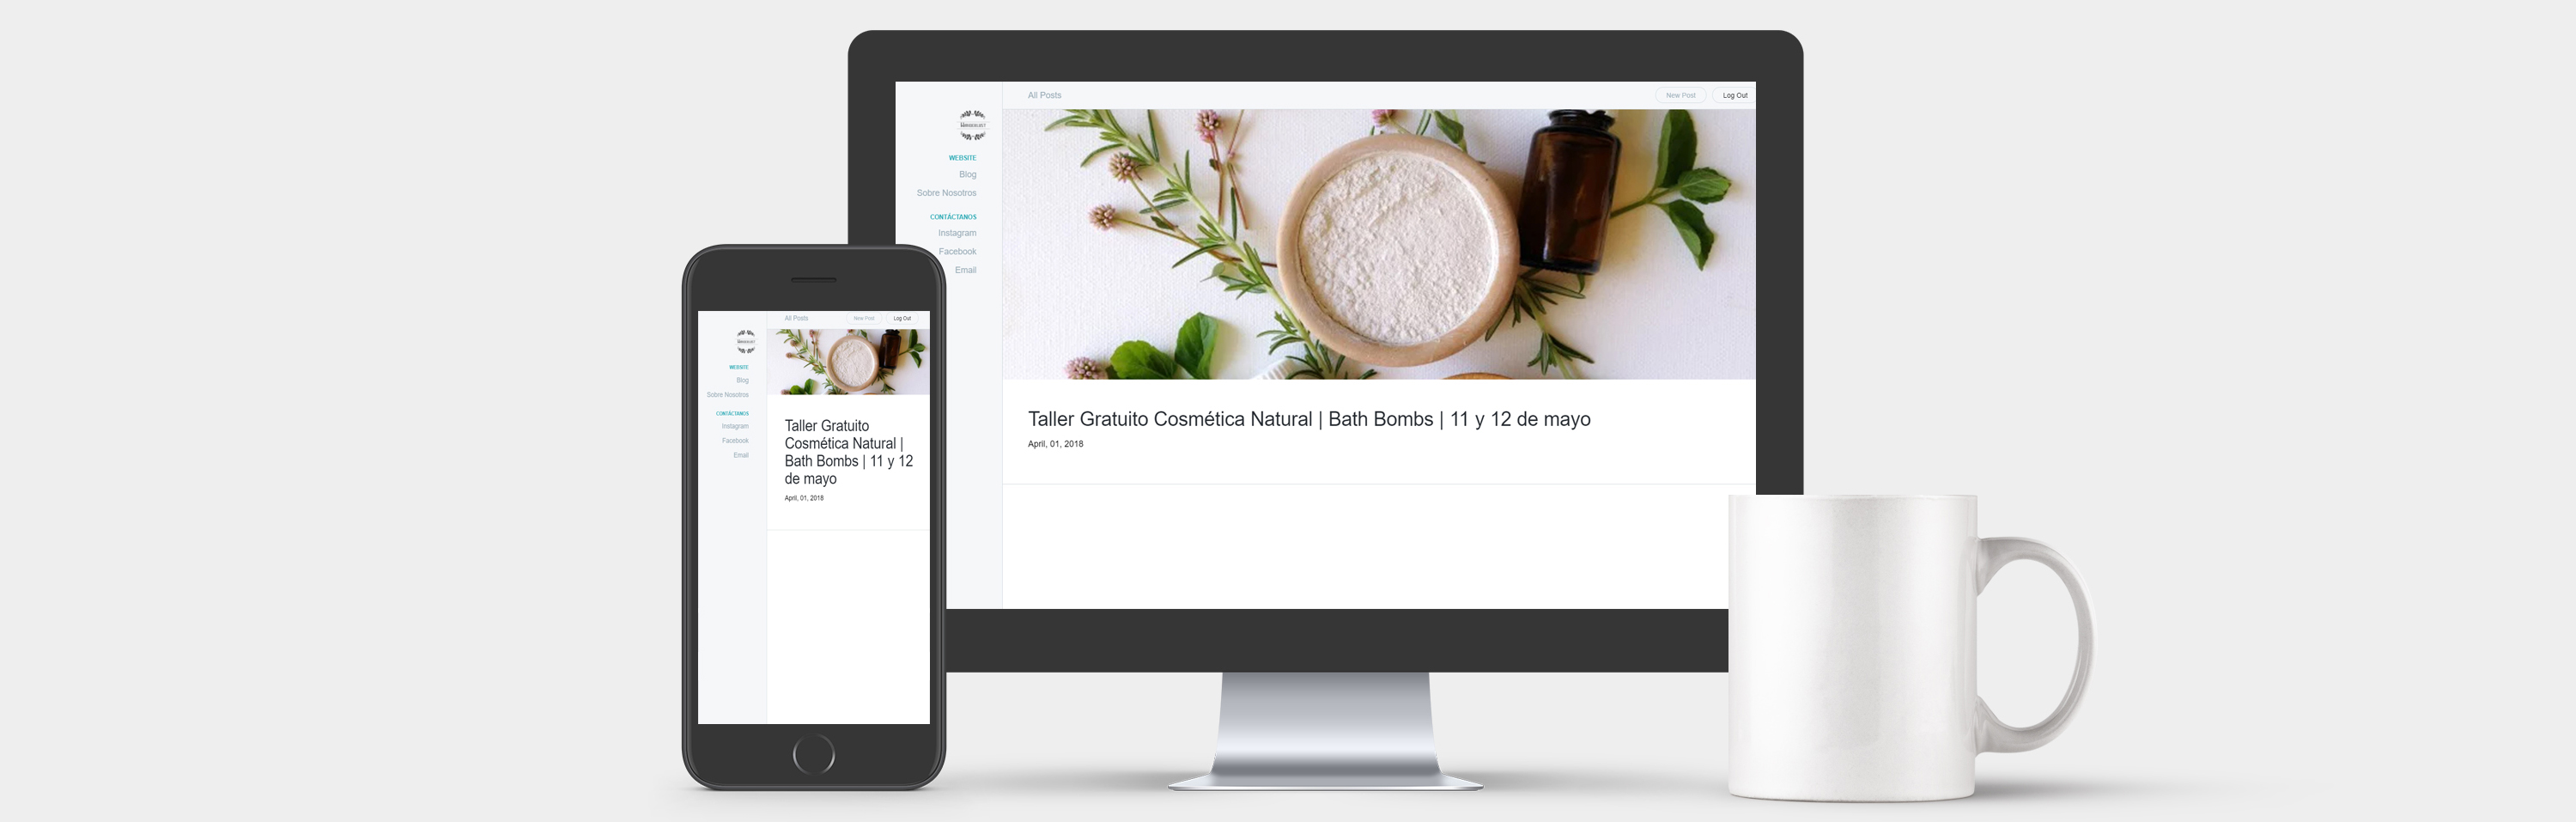 All Posts
New Post
Log Out
WEBSITE
Blog
Sobre Nosotros
CONTÁCTANOS
Instagram
Facebook
Email
Taller Gratuito Cosmética Natural | Bath Bombs | 11 y 12 de mayo
April, 01, 2018
All Posts
New Post
Log Out
WEBSITE
Blog
Sobre Nosotros
CONTÁCTANOS
Instagram
Facebook
Email
Taller Gratuito
Cosmética Natural |
Bath Bombs | 11 y 12
de mayo
April, 01, 2018